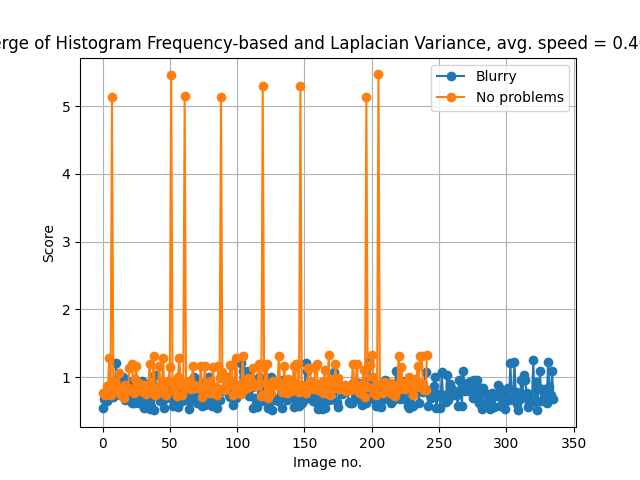 erge of Histogram Frequency-based and Laplacian Variance, avg. speed = 0.4
Blurry
No problems
5
4
3
2
1
Score
0
50
100
150
200
250
300
350
Image no.